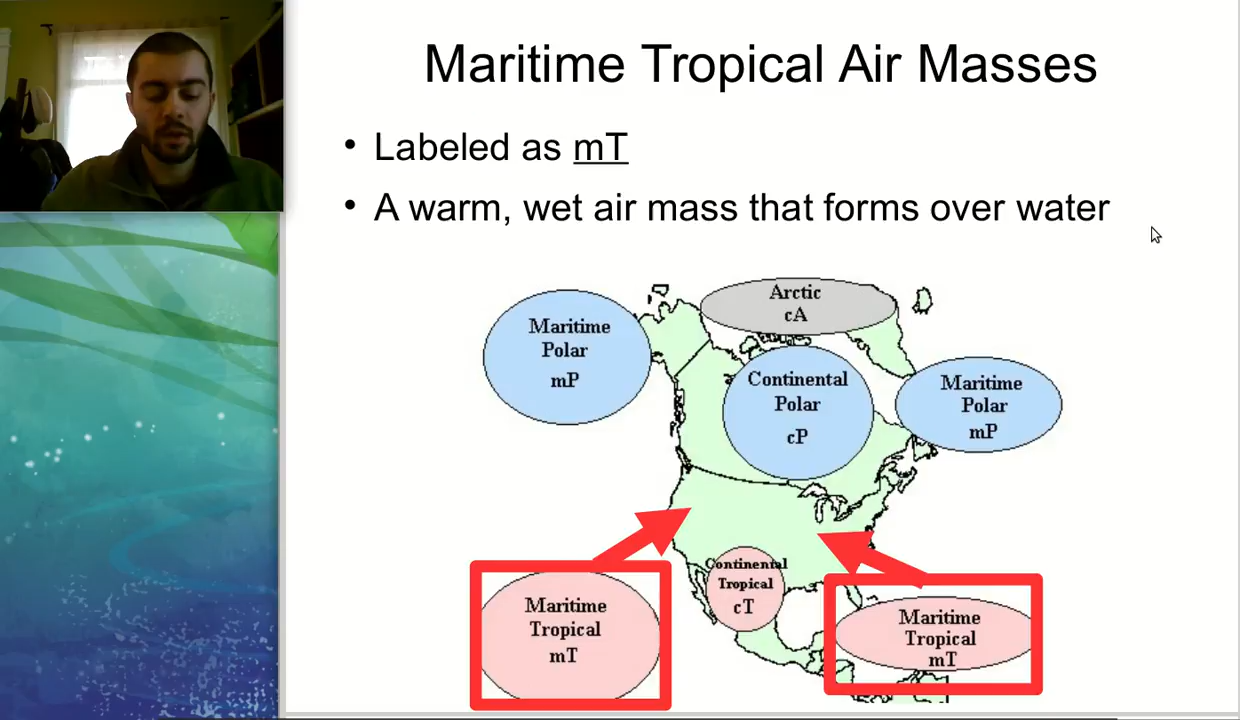 Maritime Tropical Air Masses
• Labeled as mT
• A warm, wet air mass that forms over water
Arctic
cA
Maritime
Polar
mP
Continental
Polar
cP
Maritime
Polar
mP
Continental
Tropical
cT
Maritime
Tropical
mT
Maritime
Tropical
mT